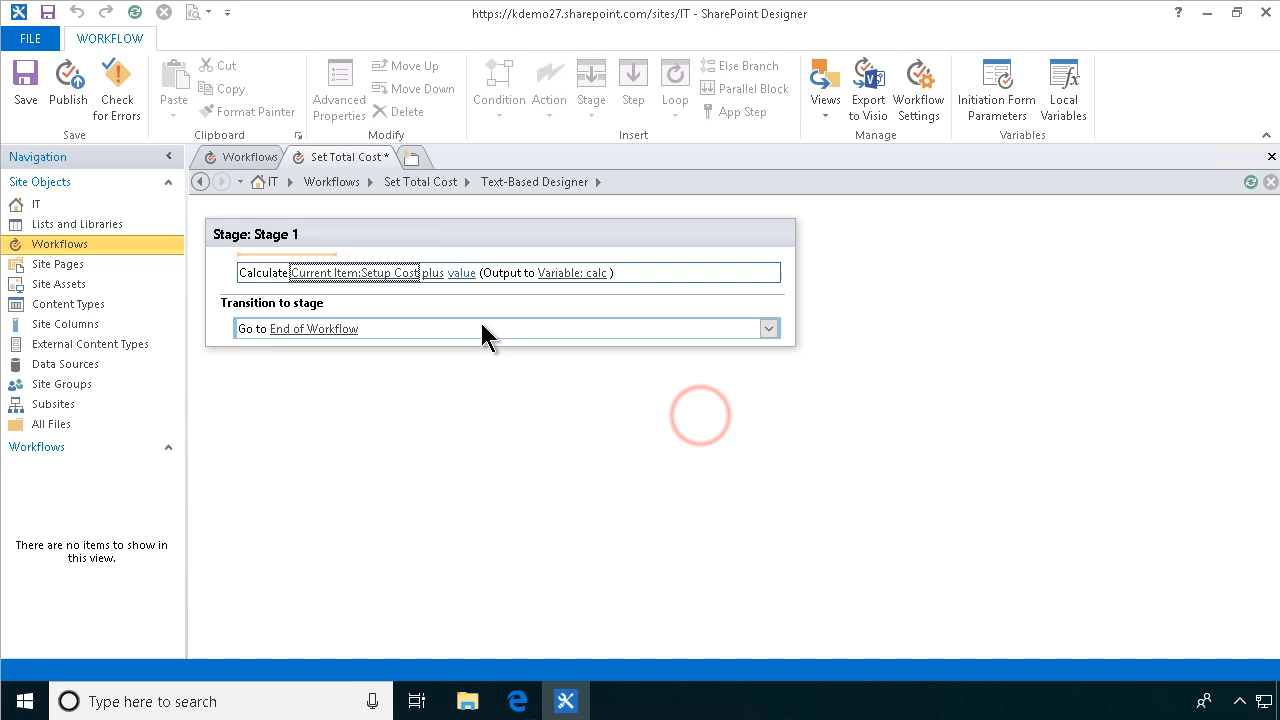 https://kdemo27.sharepoint.com/sites/IT - SharePoint Designer
?
FILE
WORKFLOW
Save
Publish
Check for Errors
Save
Paste
Cut
Copy
Format Painter
Clipboard
Advanced Properties
Move Up
Move Down
Delete
Modify
Condition
Action
Stage
Step
Loop
Else Branch
Parallel Block
App Step
Insert
Views
Export to Visio
Workflow Settings
Manage
Initiation Form Parameters
Local Variables
Variables
Navigation
Workflows
Set Total Cost *
Site Objects
IT
Workflows
Set Total Cost
Text-Based Designer
IT
Lists and Libraries
Workflows
Site Pages
Site Assets
Content Types
Site Columns
External Content Types
Data Sources
Site Groups
Subsites
All Files
Workflows
There are no items to show in
this view.
Stage: Stage 1
Calculate Current Item:Setup Cost plus value (Output to Variable: calc )
Transition to stage
Go to End of Workflow
Type here to search